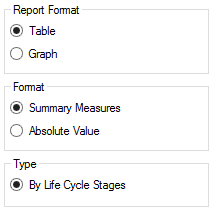 Report Format
Table
Graph
Format
Summary Measures
Absolute Value
Type
By Life Cycle Stages